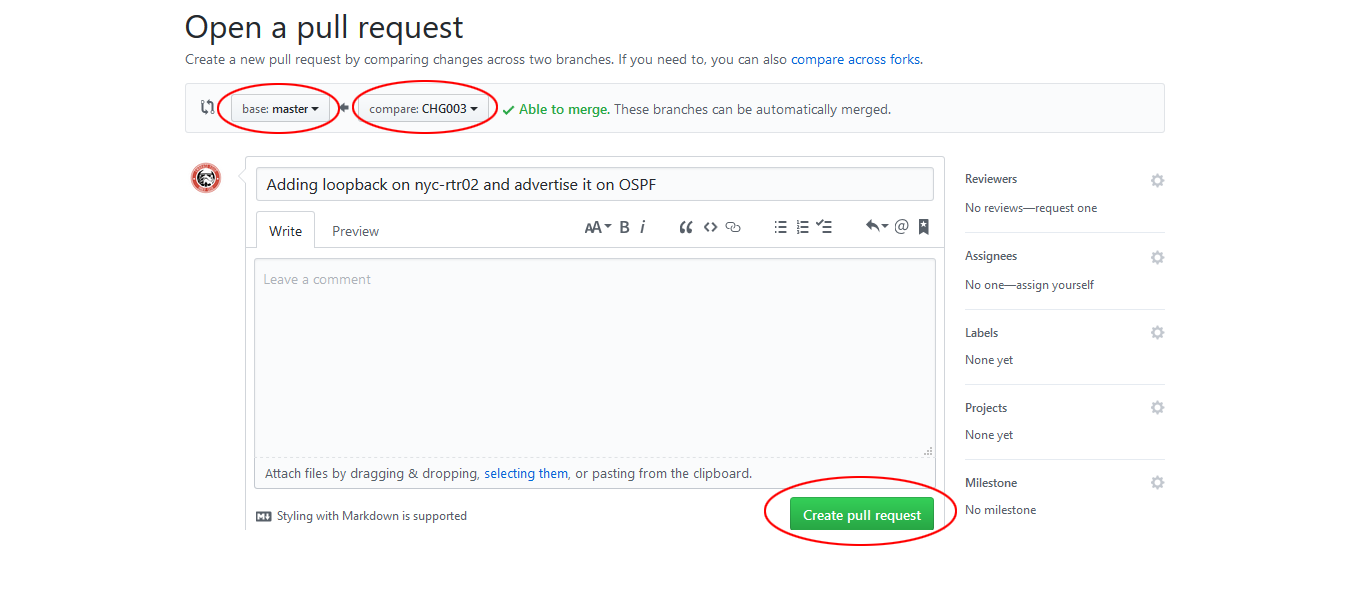 Open a pull request
Create a new pull request by comparing changes across two branches. If you need to, you can also compare across forks.
base: master
compare: CHG003
Able to merge. These branches can be automatically merged.
Adding loopback on nyc-rtr02 and advertise it on OSPF
Write
Preview
AA
B
i
@
Leave a comment
Attach files by dragging & dropping, selecting them, or pasting from the clipboard.
Styling with Markdown is supported
Create pull request
Reviewers
No reviews—request one
Assignees
No one—assign yourself
Labels
None yet
Projects
None yet
Milestone
No milestone